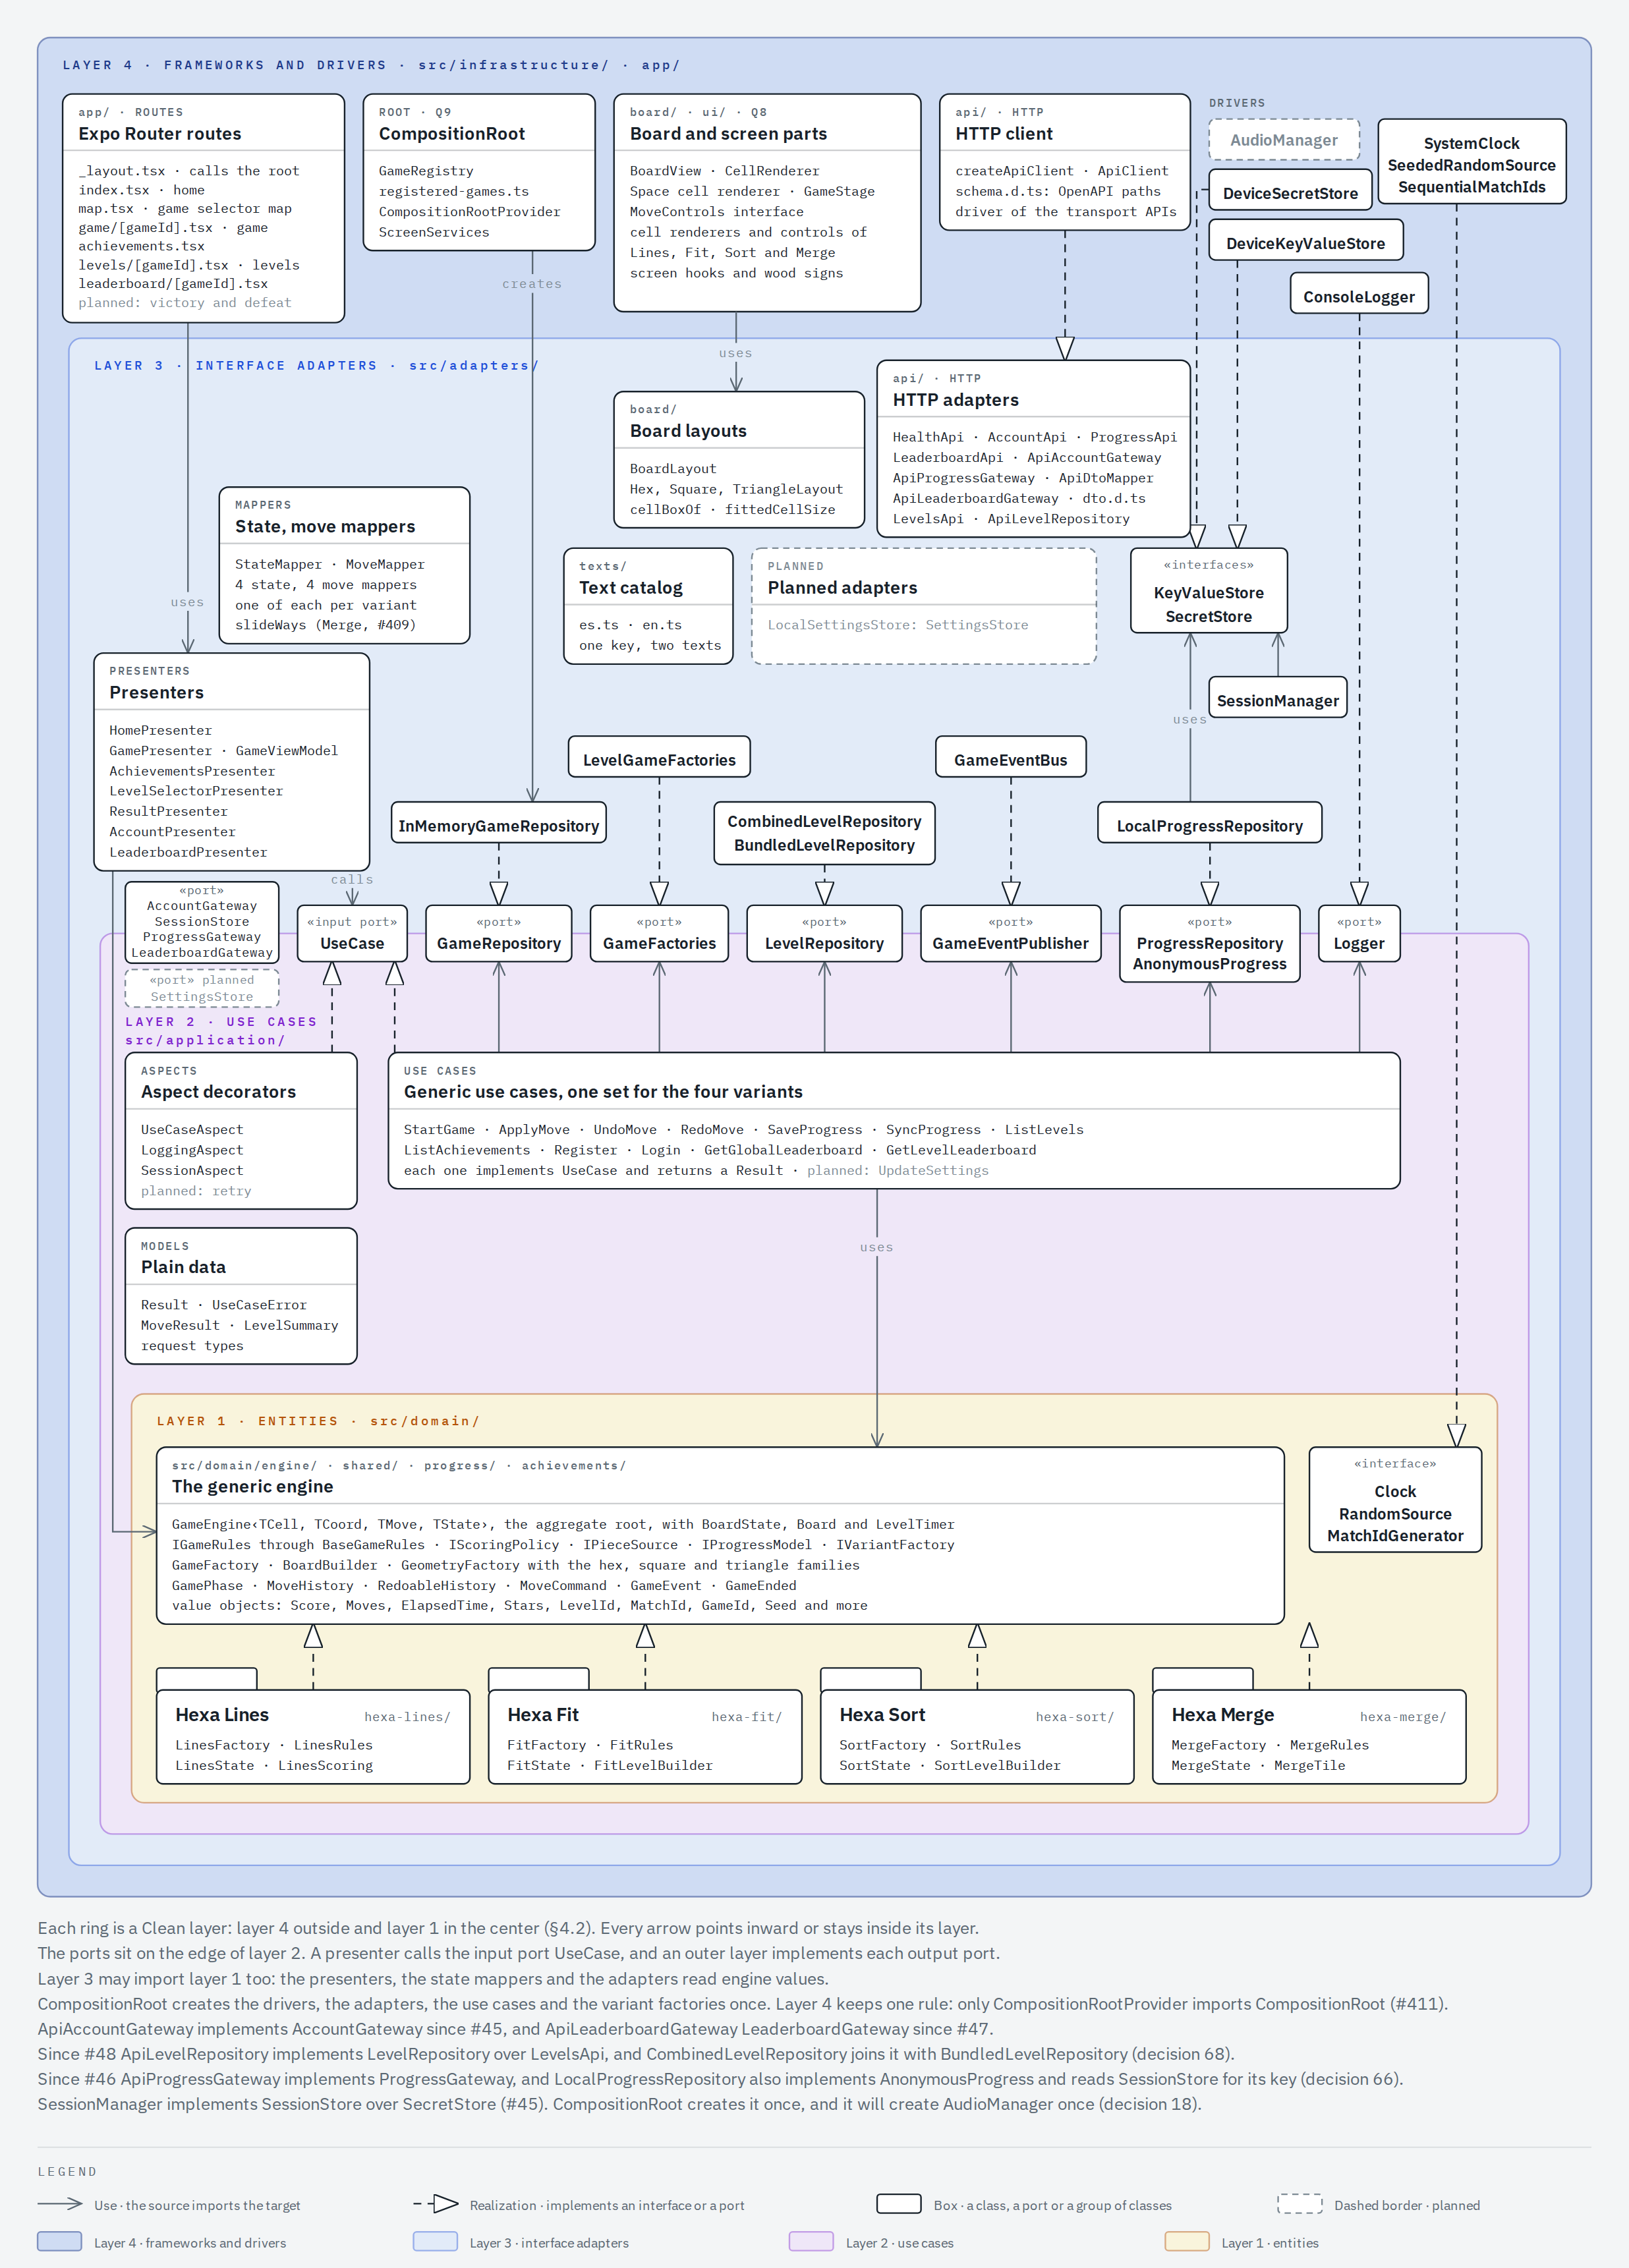 LAYER 4 · FRAMEWORKS AND DRIVERS · src/infrastructure/ · app/
app/ · ROUTES
Expo Router routes
_layout.tsx · calls the root
index.tsx · home
map.tsx · game selector map
game/[gameId].tsx · game
achievements.tsx
levels/[gameId].tsx · levels
leaderboard/[gameId].tsx
planned: victory and defeat
ROOT · Q9
CompositionRoot
GameRegistry
registered-games.ts
CompositionRootProvider
ScreenServices
board/ · ui/ · Q8
Board and screen parts
BoardView · CellRenderer
Space cell renderer · GameStage
MoveControls interface
cell renderers and controls of
Lines, Fit, Sort and Merge
screen hooks and wood signs
api/ · HTTP
HTTP client
createApiClient · ApiClient
schema.d.ts: OpenAPI paths
driver of the transport APIs
DRIVERS
AudioManager
DeviceSecretStore
DeviceKeyValueStore
ConsoleLogger
SystemClock
SeededRandomSource
SequentialMatchIds
creates
uses
LAYER 3 · INTERFACE ADAPTERS · src/adapters/
board/
Board layouts
BoardLayout
Hex, Square, TriangleLayout
cellBoxOf · fittedCellSize
api/ · HTTP
HTTP adapters
HealthApi · AccountApi · ProgressApi
LeaderboardApi · ApiAccountGateway
ApiProgressGateway · ApiDtoMapper
ApiLeaderboardGateway · dto.d.ts
LevelsApi · ApiLevelRepository
MAPPERS
State, move mappers
StateMapper · MoveMapper
4 state, 4 move mappers
one of each per variant
slideWays (Merge, #409)
uses
texts/
Text catalog
es.ts · en.ts
one key, two texts
PLANNED
Planned adapters
LocalSettingsStore: SettingsStore
«interfaces»
KeyValueStore
SecretStore
SessionManager
uses
PRESENTERS
Presenters
HomePresenter
GamePresenter · GameViewModel
AchievementsPresenter
LevelSelectorPresenter
ResultPresenter
AccountPresenter
LeaderboardPresenter
LevelGameFactories
GameEventBus
InMemoryGameRepository
CombinedLevelRepository
BundledLevelRepository
LocalProgressRepository
calls
«port»
AccountGateway
SessionStore
ProgressGateway
LeaderboardGateway
«input port»
UseCase
«port»
GameRepository
«port»
GameFactories
«port»
LevelRepository
«port»
GameEventPublisher
«port»
ProgressRepository
AnonymousProgress
«port»
Logger
«port» planned
SettingsStore
LAYER 2 · USE CASES
src/application/
ASPECTS
Aspect decorators
UseCaseAspect
LoggingAspect
SessionAspect
planned: retry
USE CASES
Generic use cases, one set for the four variants
StartGame · ApplyMove · UndoMove · RedoMove · SaveProgress · SyncProgress · ListLevels
ListAchievements · Register · Login · GetGlobalLeaderboard · GetLevelLeaderboard
each one implements UseCase and returns a Result · planned: UpdateSettings
MODELS
Plain data
Result · UseCaseError
MoveResult · LevelSummary
request types
uses
LAYER 1 · ENTITIES · src/domain/
src/domain/engine/ · shared/ · progress/ · achievements/
The generic engine
GameEngine‹TCell, TCoord, TMove, TState›, the aggregate root, with BoardState, Board and LevelTimer
IGameRules through BaseGameRules · IScoringPolicy · IPieceSource · IProgressModel · IVariantFactory
GameFactory · BoardBuilder · GeometryFactory with the hex, square and triangle families
GamePhase · MoveHistory · RedoableHistory · MoveCommand · GameEvent · GameEnded
value objects: Score, Moves, ElapsedTime, Stars, LevelId, MatchId, GameId, Seed and more
«interface»
Clock
RandomSource
MatchIdGenerator
Hexa Lines hexa-lines/
LinesFactory · LinesRules
LinesState · LinesScoring
Hexa Fit hexa-fit/
FitFactory · FitRules
FitState · FitLevelBuilder
Hexa Sort hexa-sort/
SortFactory · SortRules
SortState · SortLevelBuilder
Hexa Merge hexa-merge/
MergeFactory · MergeRules
MergeState · MergeTile
Each ring is a Clean layer: layer 4 outside and layer 1 in the center (§4.2). Every arrow points inward or stays inside its layer.
The ports sit on the edge of layer 2. A presenter calls the input port UseCase, and an outer layer implements each output port.
Layer 3 may import layer 1 too: the presenters, the state mappers and the adapters read engine values.
CompositionRoot creates the drivers, the adapters, the use cases and the variant factories once. Layer 4 keeps one rule: only CompositionRootProvider imports CompositionRoot (#411).
ApiAccountGateway implements AccountGateway since #45, and ApiLeaderboardGateway LeaderboardGateway since #47.
Since #48 ApiLevelRepository implements LevelRepository over LevelsApi, and CombinedLevelRepository joins it with BundledLevelRepository (decision 68).
Since #46 ApiProgressGateway implements ProgressGateway, and LocalProgressRepository also implements AnonymousProgress and reads SessionStore for its key (decision 66).
SessionManager implements SessionStore over SecretStore (#45). CompositionRoot creates it once, and it will create AudioManager once (decision 18).
LEGEND
Use · the source imports the target
Realization · implements an interface or a port
Box · a class, a port or a group of classes
Dashed border · planned
Layer 4 · frameworks and drivers
Layer 3 · interface adapters
Layer 2 · use cases
Layer 1 · entities